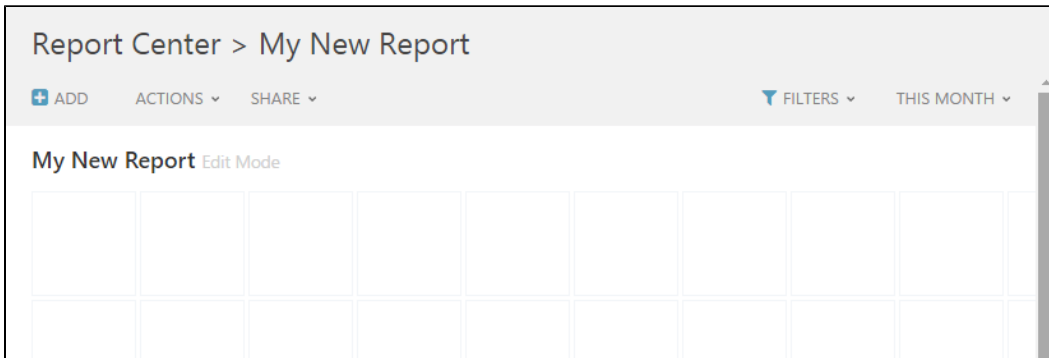 Report Center > My New Report
ADD ACTIONS SHARE FILTERS THIS MONTH
My New Report Edit Mode